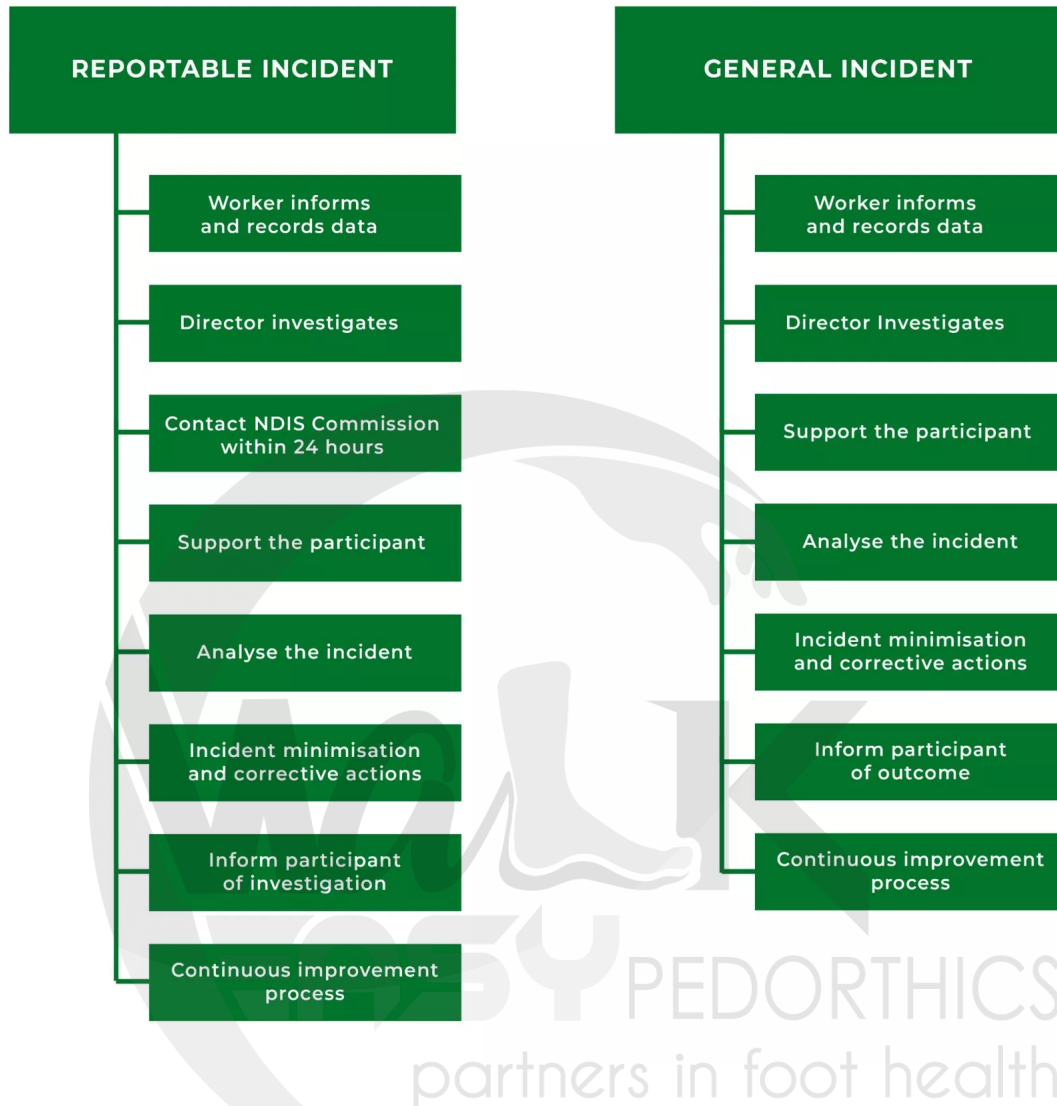 REPORTABLE INCIDENT
Worker informs
and records data
Director investigates
Contact NDIS Commission
within 24 hours
Support the participant
Analyse the incident
Incident minimisation
and corrective actions
Inform participant
of investigation
Continuous improvement
process
GENERAL INCIDENT
Worker informs
and records data
Director Investigates
Support the participant
Analyse the incident
Incident minimisation
and corrective actions
Inform participant
of outcome
Continuous improvement
process
WaLK
EASY PEDORTHICS
partners in foot health